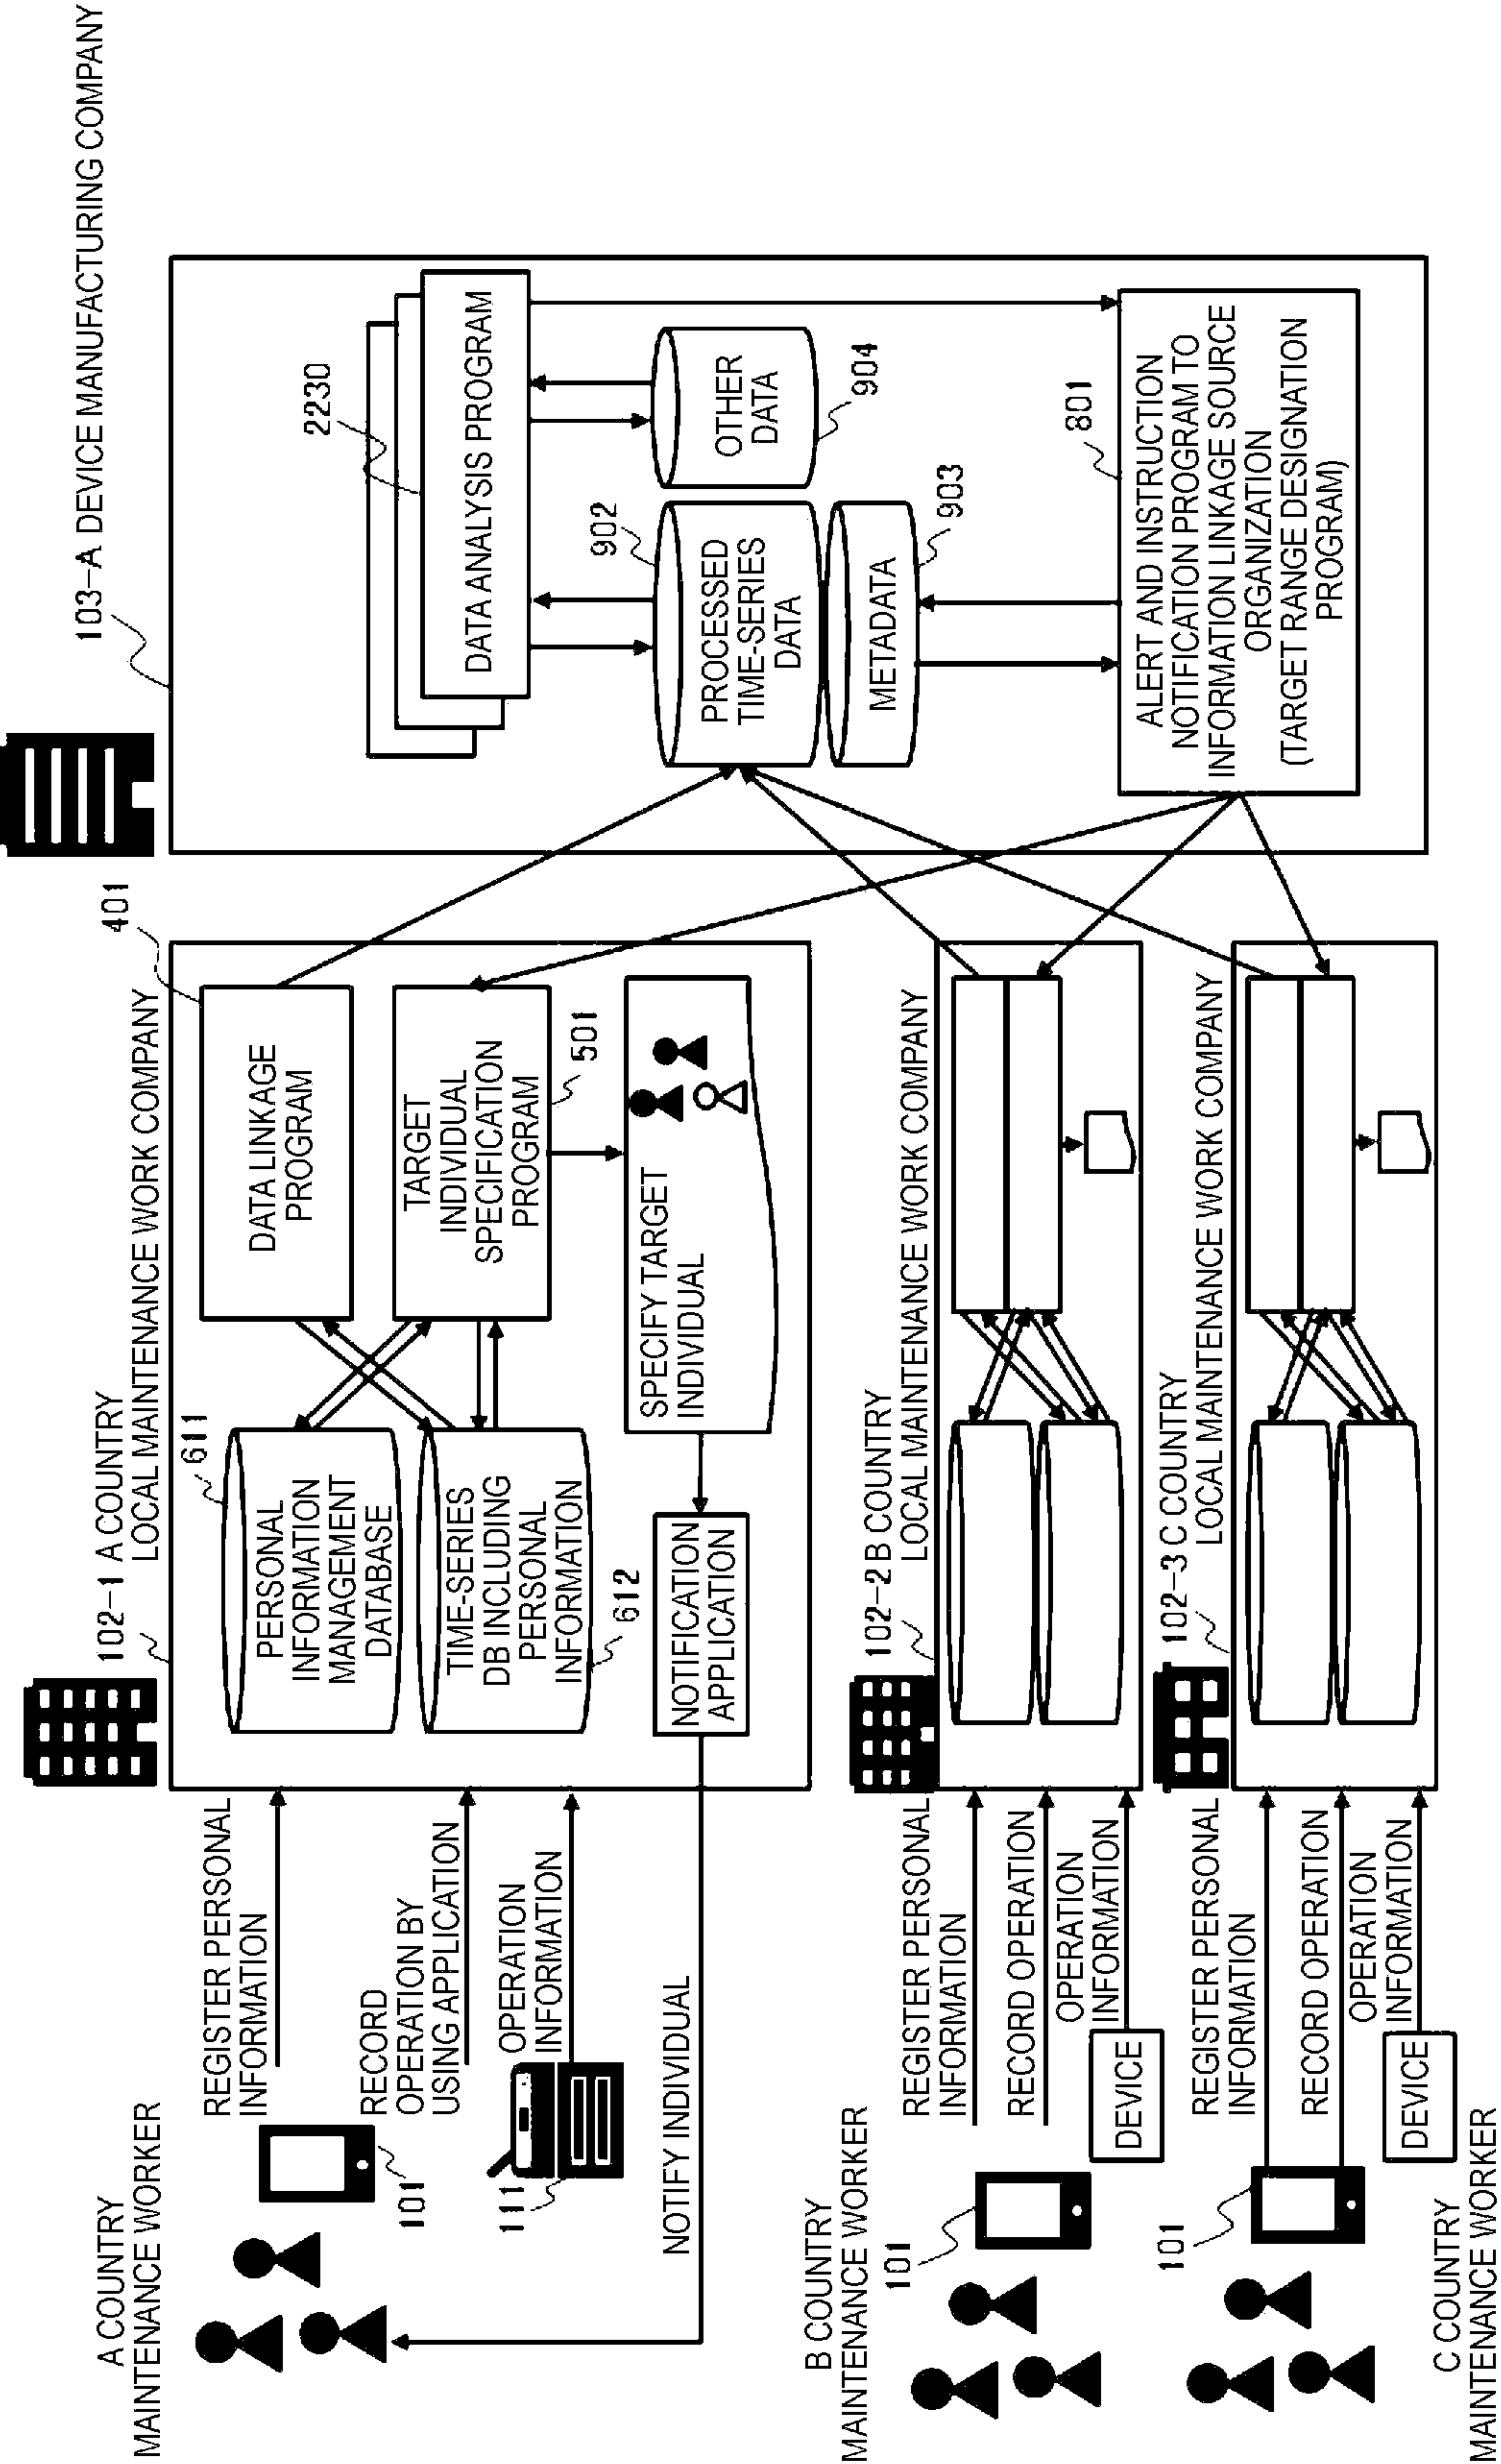 A COUNTRY
MAINTENANCE WORKER
101
REGISTER PERSONAL
INFORMATION
RECORD
OPERATION BY
USING APPLICATION
111
OPERATION
INFORMATION
NOTIFY INDIVIDUAL
102-1 A COUNTRY
LOCAL MAINTENANCE WORK COMPANY
611
PERSONAL
INFORMATION
MANAGEMENT
DATABASE
TIME-SERIES
DB INCLUDING
PERSONAL
INFORMATION
612
NOTIFICATION
APPLICATION
401
DATA LINKAGE
PROGRAM
TARGET
INDIVIDUAL
SPECIFICATION
PROGRAM
501
SPECIFY TARGET
INDIVIDUAL
103-A DEVICE MANUFACTURING COMPANY
2230
DATA ANALYSIS PROGRAM
902
PROCESSED
TIME-SERIES
DATA
OTHER
DATA
904
METADATA
903
801
ALERT AND INSTRUCTION
NOTIFICATION PROGRAM TO
INFORMATION LINKAGE SOURCE
ORGANIZATION
(TARGET RANGE DESIGNATION
PROGRAM)
B COUNTRY
MAINTENANCE WORKER
101
REGISTER PERSONAL
INFORMATION
RECORD OPERATION
OPERATION
INFORMATION
DEVICE
102-2 B COUNTRY
LOCAL MAINTENANCE WORK COMPANY
101
REGISTER PERSONAL
INFORMATION
RECORD OPERATION
OPERATION
INFORMATION
DEVICE
C COUNTRY
MAINTENANCE WORKER
102-3 C COUNTRY
LOCAL MAINTENANCE WORK COMPANY